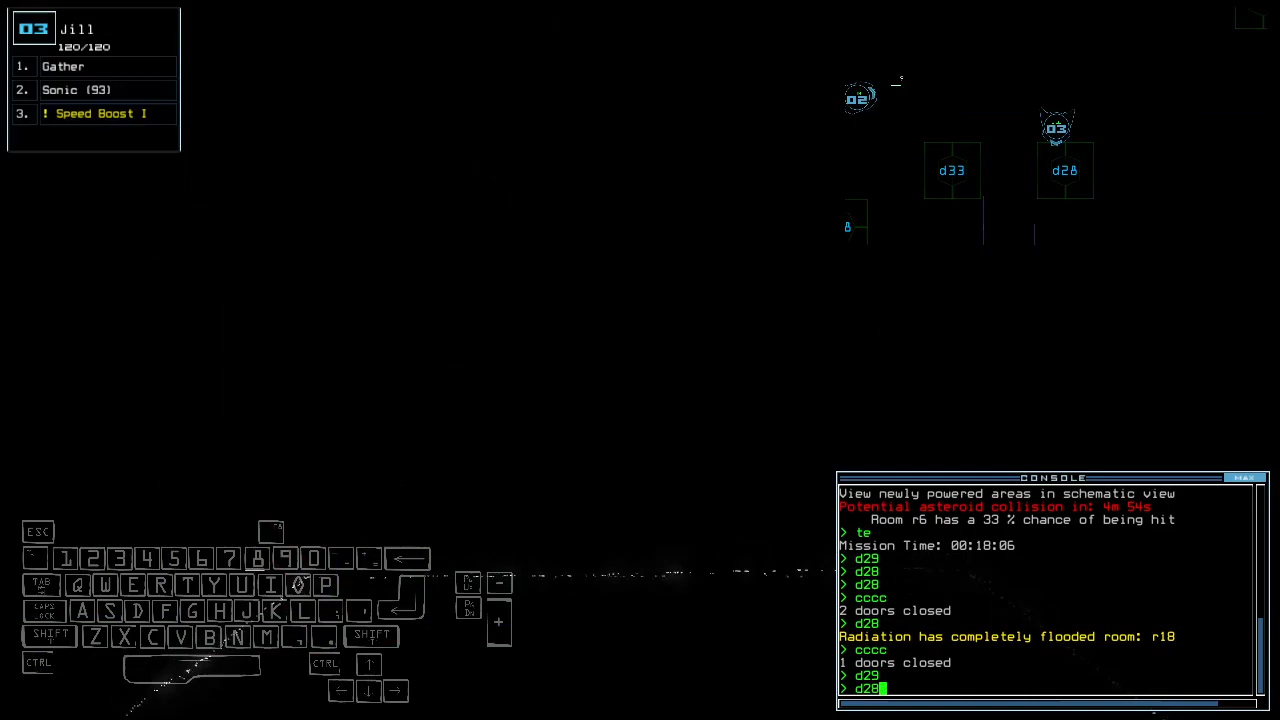 03 Jill
120/120
1. Gather
2. Sonic (93)
3. ! Speed Boost I
02
03
d33
d28
8
CONSOLE
MAX
View newly powered areas in schematic view
Potential asteroid collision in: 4m 54s
Room r6 has a 33 % chance of being hit
> te
Mission Time: 00:18:06
> d29
> d28
> d28
> cccc
2 doors closed
> d28
Radiation has completely flooded room: r18
> cccc
1 doors closed
> d29
> d28
ESC
1 2 3 4 5 6 7 8 9 0 - =
TAB Q W E R T Y U I O P
CAPS LOCK A S D F G H J K L ; '
SHIFT Z X C V B N M , . SHIFT
CTRL CTRL
-
+